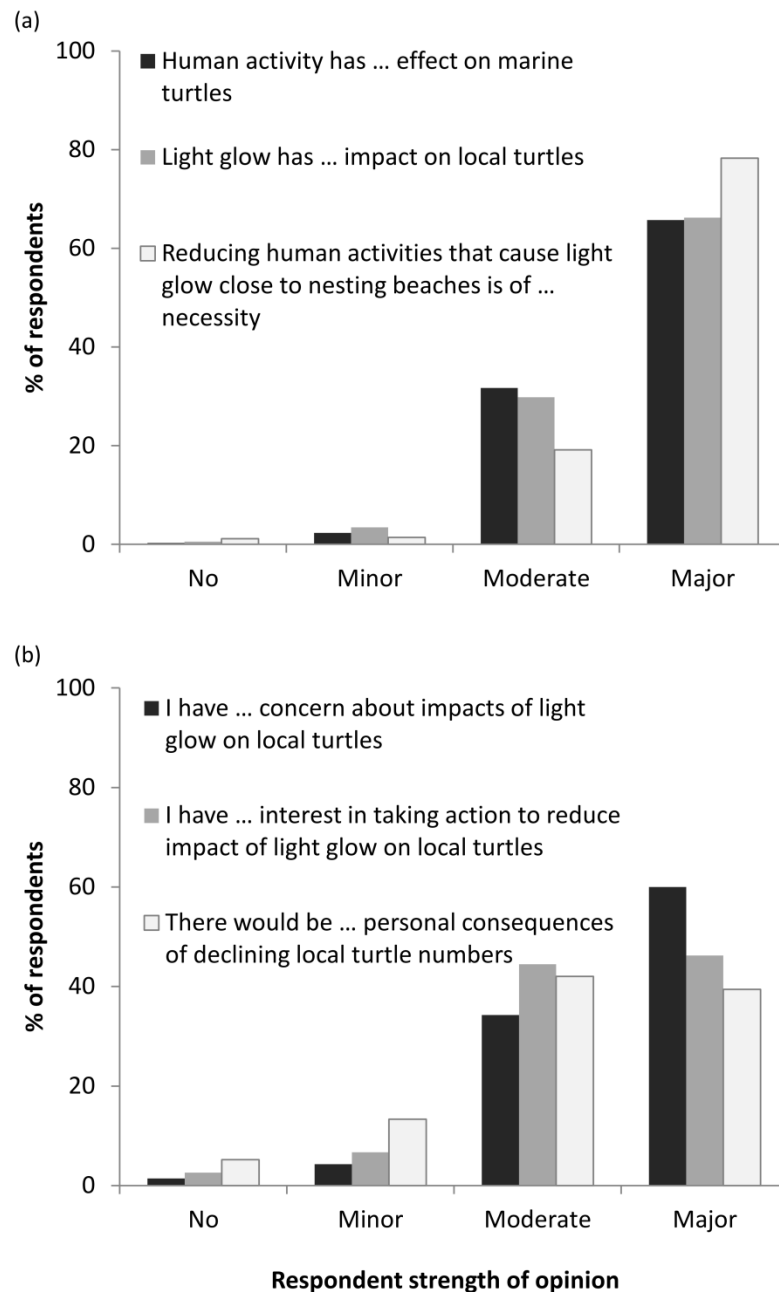 (a)
100
80
60
40
20
0
% of respondents
Human activity has ... effect on marine
turtles
Light glow has ... impact on local turtles
Reducing human activities that cause light
glow close to nesting beaches is of ...
necessity
No Minor Moderate Major
(b)
100
80
60
40
20
0
% of respondents
I have ... concern about impacts of light
glow on local turtles
I have ... interest in taking action to reduce
impact of light glow on local turtles
There would be ... personal consequences
of declining local turtle numbers
No Minor Moderate Major
Respondent strength of opinion